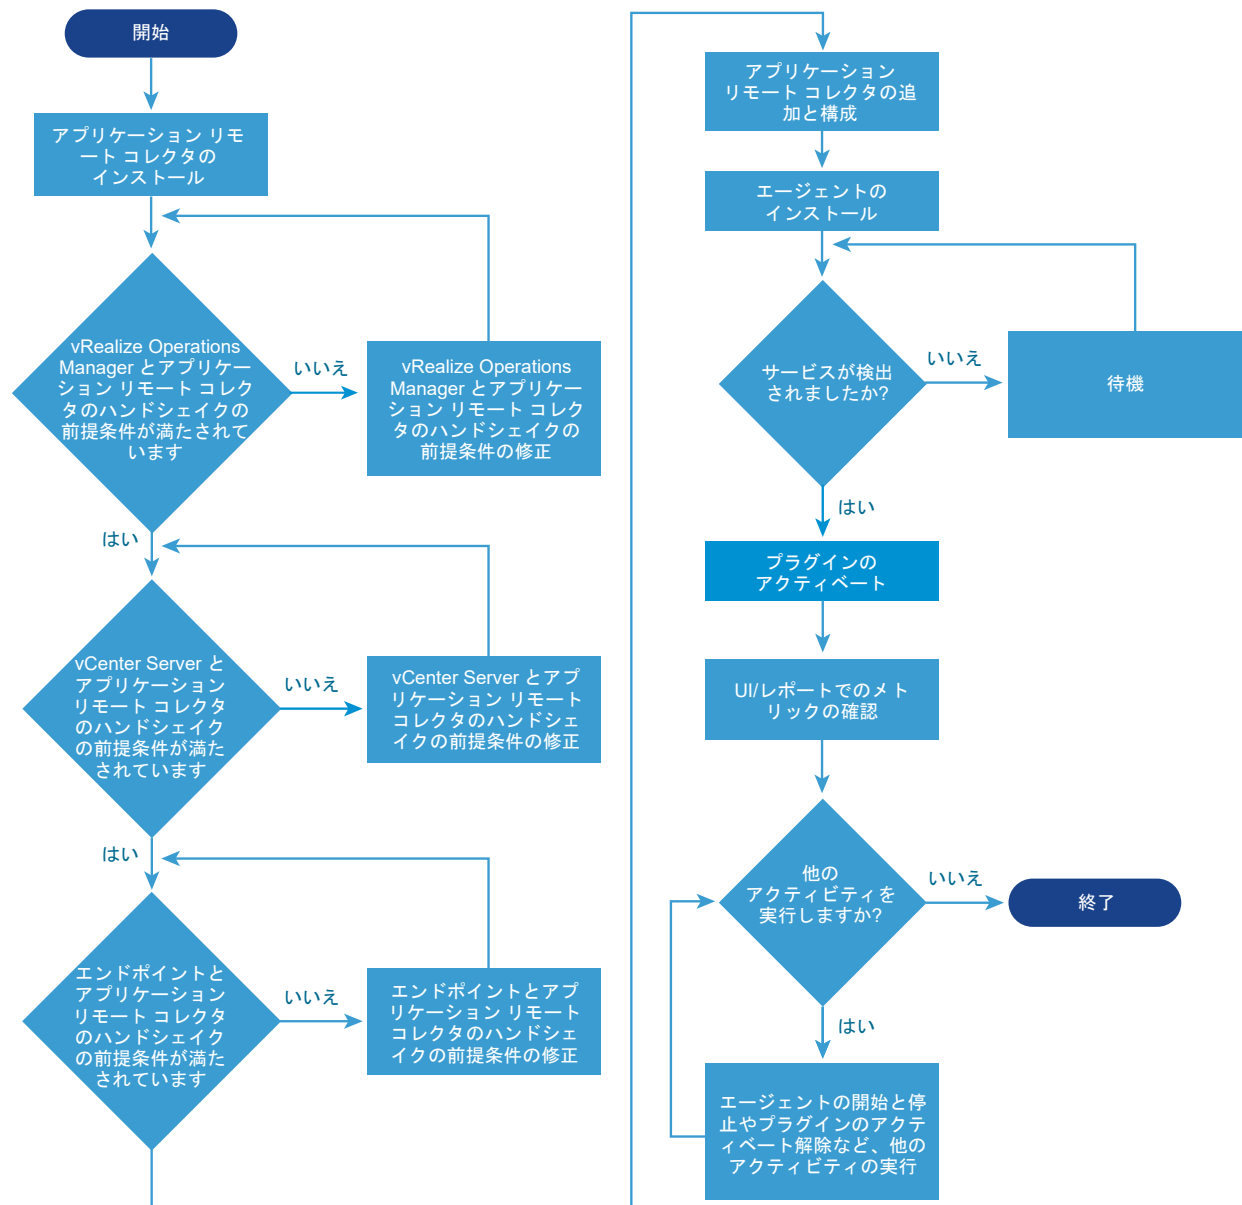 開始
アプリケーション リモ
ート コレクタの
インストール
vRealize Operations
Manager とアプリケー
ション リモート コレク
タのハンドシェイクの
前提条件が満たされて
います
いいえ
vRealize Operations
Manager とアプリケー
ション リモート コレク
タのハンドシェイクの
前提条件の修正
はい
vCenter Server と
アプリケーション
リモート コレクタ
のハンドシェイク
の前提条件が満た
されています
いいえ
vCenter Server とアプ
リケーション リモート
コレクタのハンドシェ
イクの前提条件の修正
はい
エンドポイントと
アプリケーション
リモート コレクタ
のハンドシェイク
の前提条件が満た
されています
いいえ
エンドポイントとアプ
リケーション リモート
コレクタのハンドシェ
イクの前提条件の修正
アプリケーション
リモート コレクタの追
加と構成
エージェントの
インストール
サービスが検出
されましたか?
いいえ
待機
はい
プラグインの
アクティベート
UI/レポートでのメト
リックの確認
他の
アクティビティを
実行しますか?
いいえ
終了
はい
エージェントの開始と停
止やプラグインのアクテ
ィベート解除など、他の
アクティビティの実行